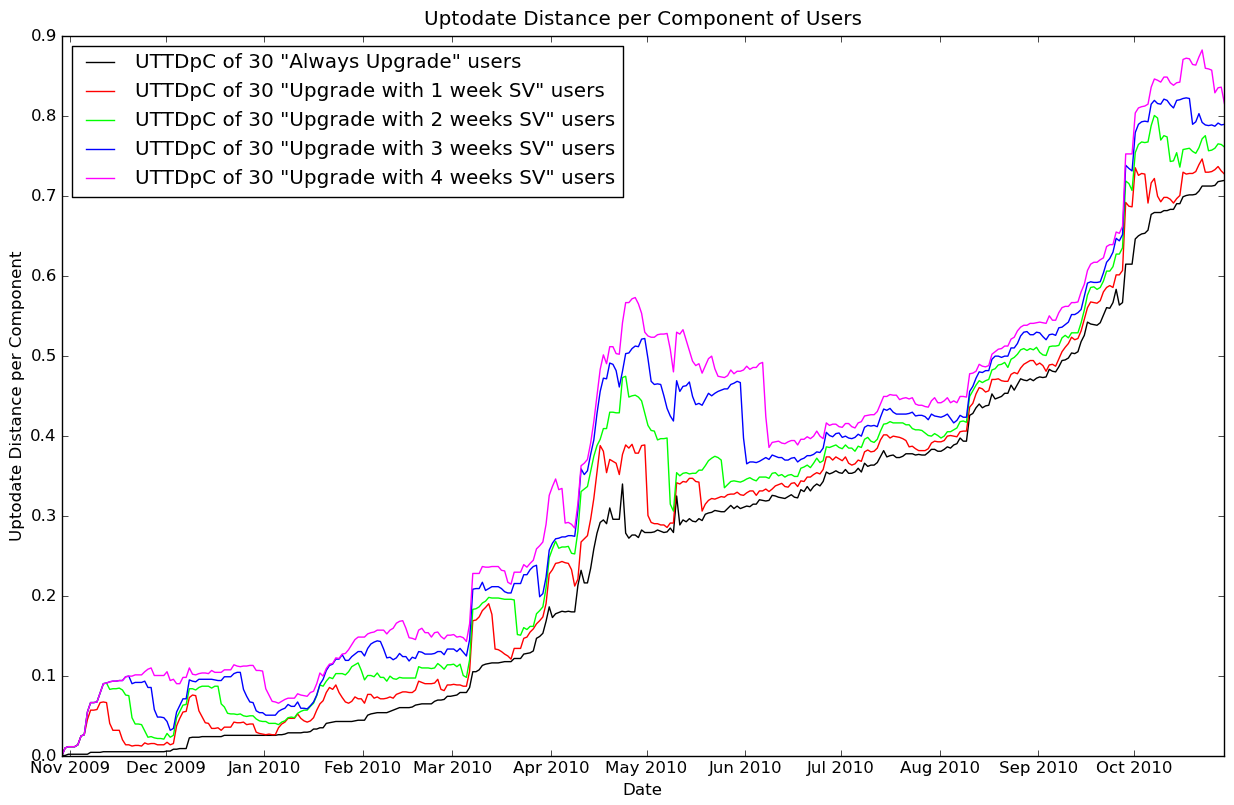 Uptodate Distance per Component of Users
0.9
0.8
0.7
0.6
0.5
0.4
0.3
0.2
0.1
0.0
Uptodate Distance per Component
UTTDpC of 30 "Always Upgrade" users
UTTDpC of 30 "Upgrade with 1 week SV" users
UTTDpC of 30 "Upgrade with 2 weeks SV" users
UTTDpC of 30 "Upgrade with 3 weeks SV" users
UTTDpC of 30 "Upgrade with 4 weeks SV" users
Nov 2009 Dec 2009 Jan 2010 Feb 2010 Mar 2010 Apr 2010 May 2010 Jun 2010 Jul 2010 Aug 2010 Sep 2010 Oct 2010
Date